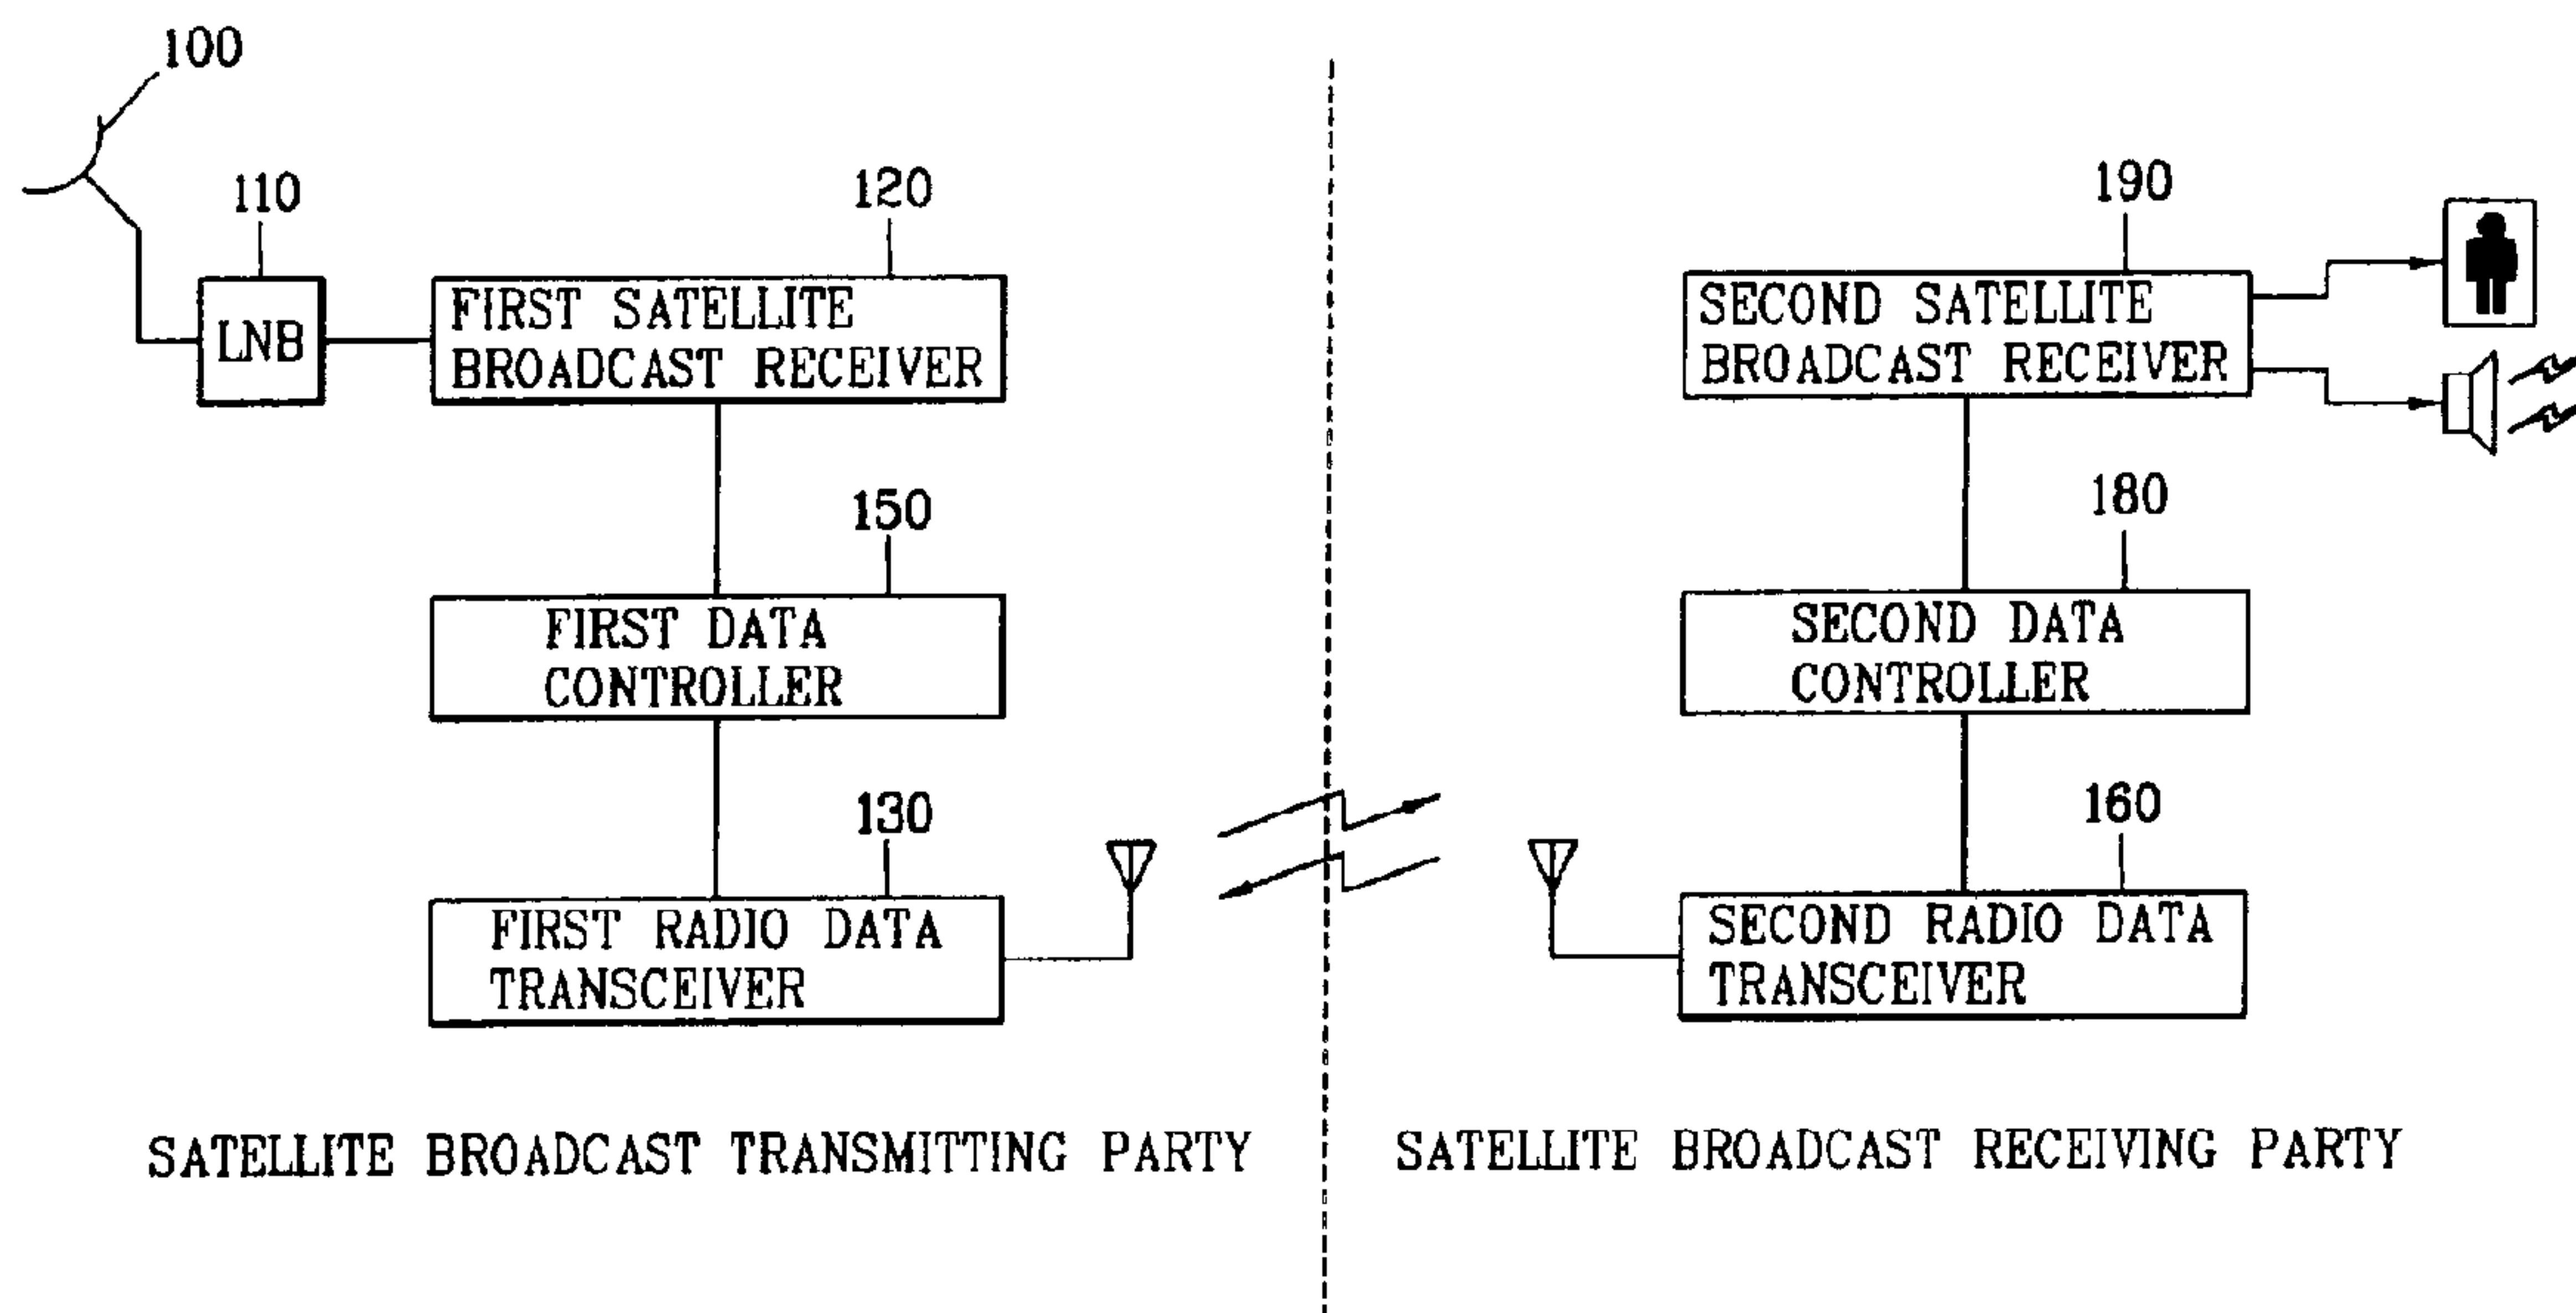 100
110
LNB
120
FIRST SATELLITE
BROADCAST RECEIVER
150
FIRST DATA
CONTROLLER
130
FIRST RADIO DATA
TRANSCEIVER
SATELLITE BROADCAST TRANSMITTING PARTY
190
SECOND SATELLITE
BROADCAST RECEIVER
180
SECOND DATA
CONTROLLER
160
SECOND RADIO DATA
TRANSCEIVER
SATELLITE BROADCAST RECEIVING PARTY